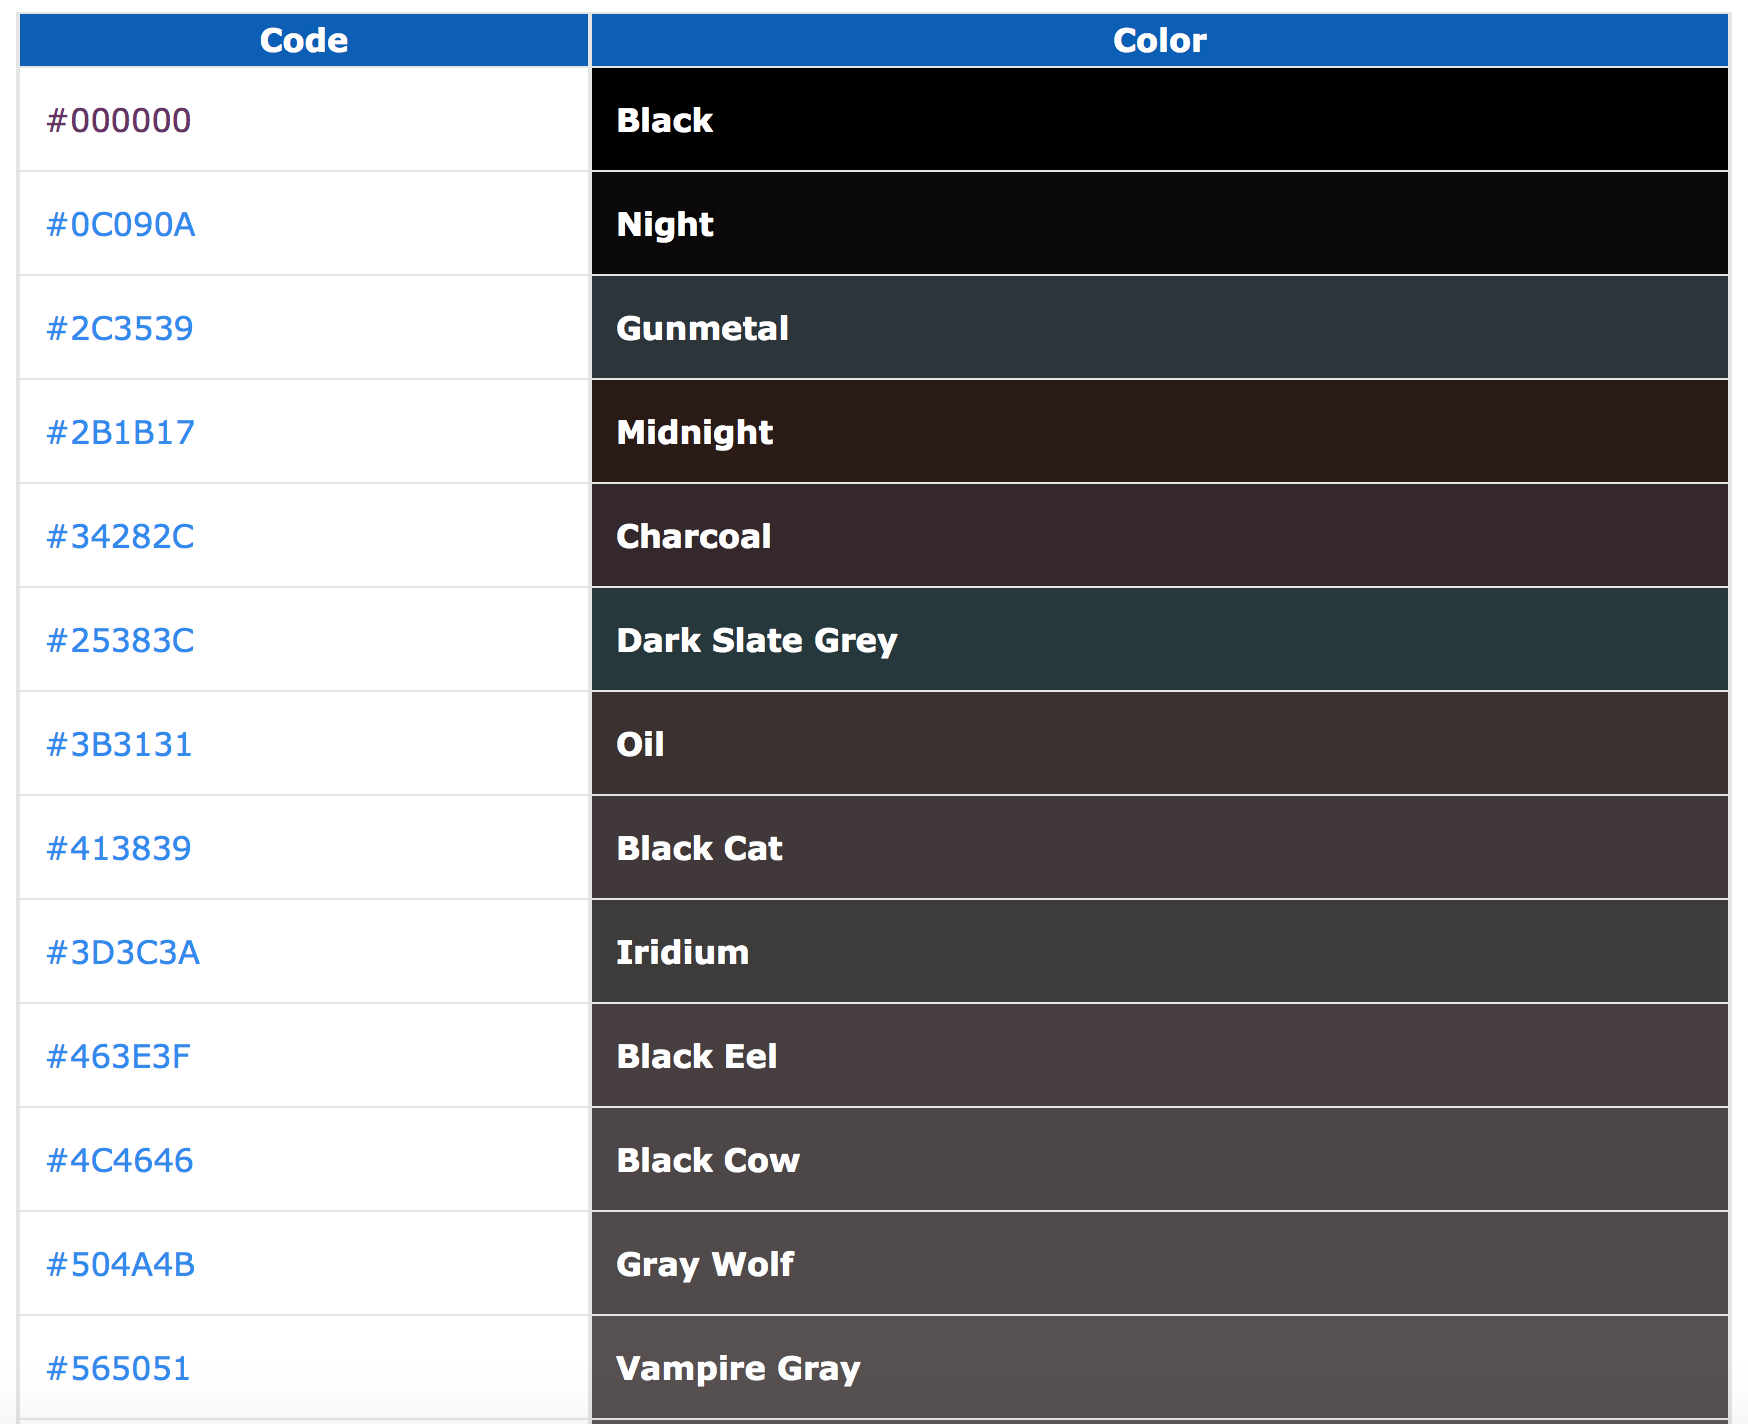 Code Color
#000000 Black
#0C090A Night
#2C3539 Gunmetal
#2B1B17 Midnight
#34282C Charcoal
#25383C Dark Slate Grey
#3B3131 Oil
#413839 Black Cat
#3D3C3A Iridium
#463E3F Black Eel
#4C4646 Black Cow
#504A4B Gray Wolf
#565051 Vampire Gray